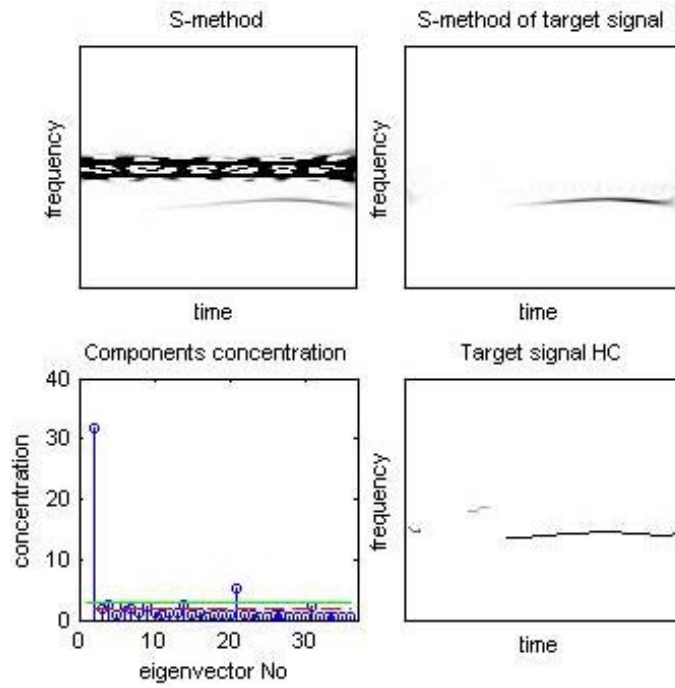 S-method
frequency
time
S-method of target signal
frequency
time
Components concentration
concentration
40
30
20
10
0
0 10 20 30
eigenvector No
Target signal HC
frequency
time